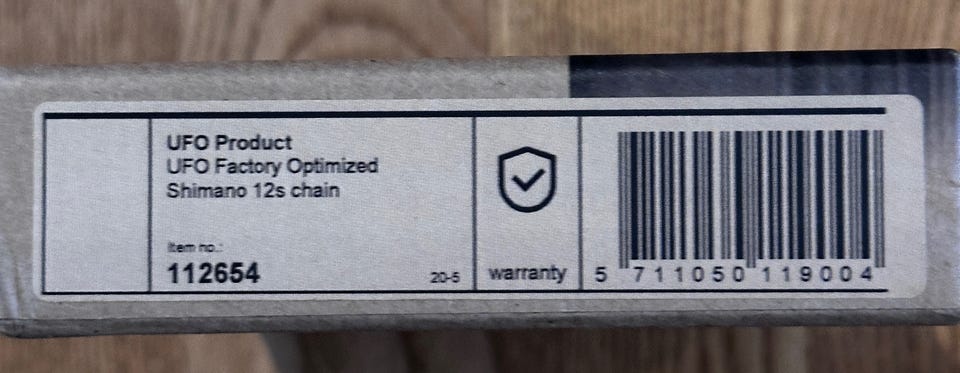 UFO Product
UFO Factory Optimized
Shimano 12s chain
Item no.:
112654
20-5
warranty
5 711050 119004